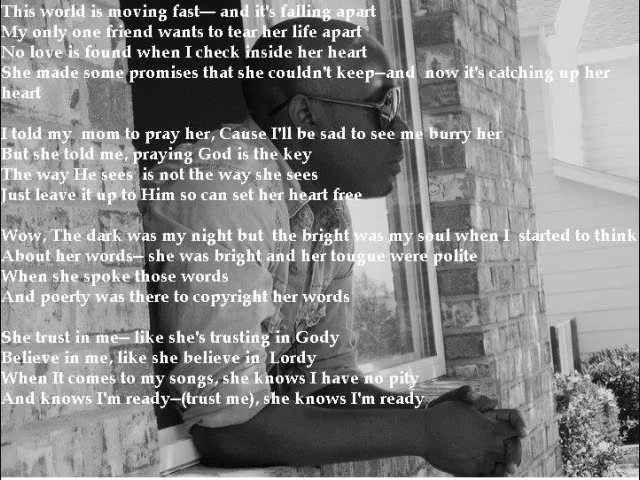 This world is moving fast— and it's falling apart
My only one friend wants to tear her life apart
No love is found when I check inside her heart
She made some promises that she couldn't keep—and now it's catching up her
heart
I told my mom to pray her, Cause I'll be sad to see me burry her
But she told me, praying God is the key
The way He sees is not the way she sees
Just leave it up to Him so can set her heart free
Wow, The dark was my night but the bright was my soul when I started to think
About her words— she was bright and her tougue were polite
When she spoke those words
And poerty was there to copyright her words
She trust in me— like she's trusting in Gody
Believe in me, like she believe in Lordy
When It comes to my songs, she knows I have no pity
And knows I'm ready—(trust me), she knows I'm ready